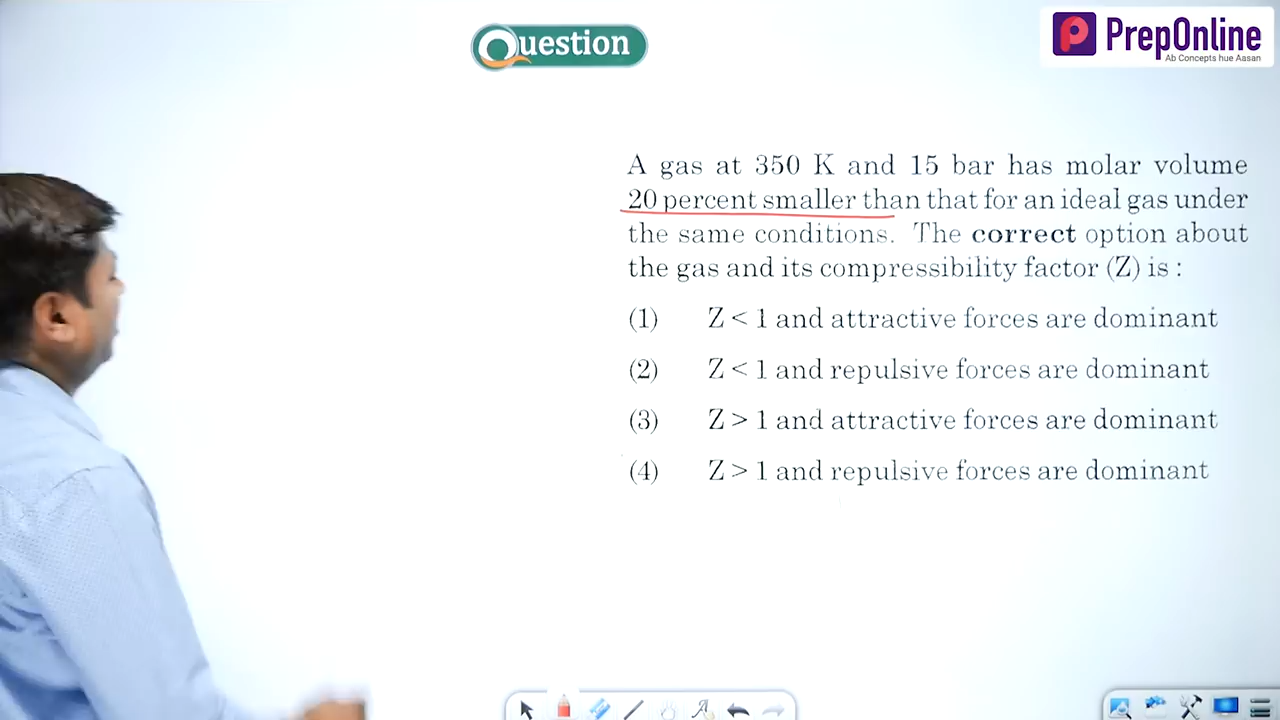 Question
PrepOnline
Ab Concepts hue Aasan
A gas at 350 K and 15 bar has molar volume
20 percent smaller than that for an ideal gas under
the same conditions. The correct option about
the gas and its compressibility factor (Z) is :
(1) Z < 1 and attractive forces are dominant
(2) Z < 1 and repulsive forces are dominant
(3) Z > 1 and attractive forces are dominant
(4) Z > 1 and repulsive forces are dominant